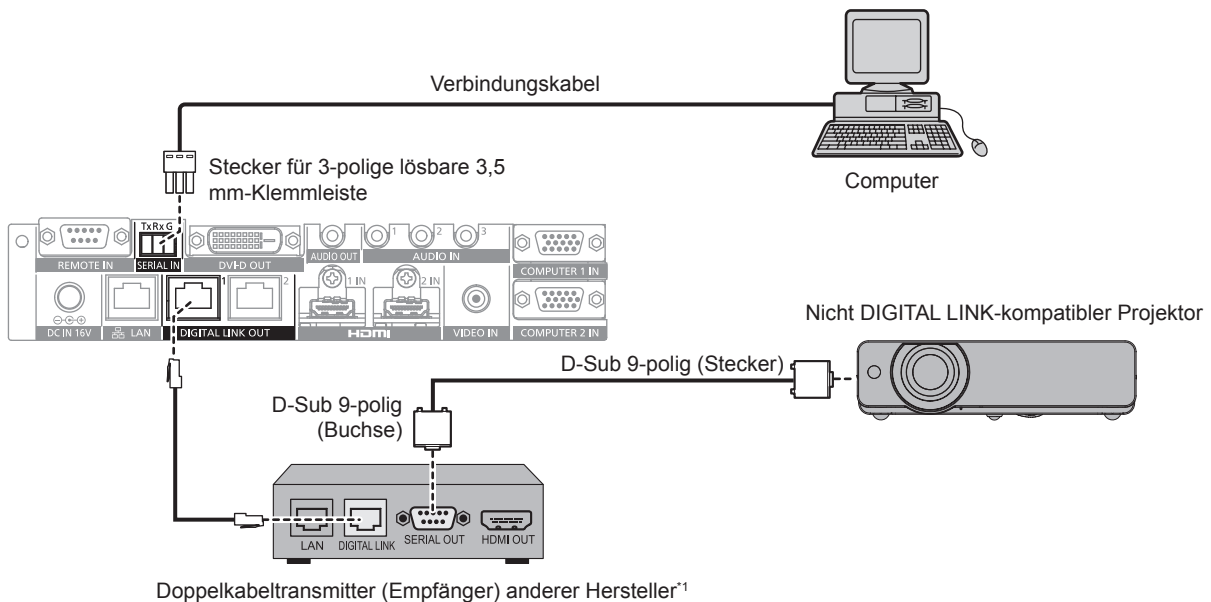 Verbindungskabel
Stecker für 3-polige lösbare 3,5
mm-Klemmleiste
Computer
TxRx G
1 2 3
REMOTE IN SERIAL IN DVI-D OUT AUDIO OUT AUDIO IN COMPUTER 1 IN
1 2 1 IN 2 IN
DC IN 16V LAN DIGITAL LINK OUT HDMI VIDEO IN COMPUTER 2 IN
Nicht DIGITAL LINK-kompatibler Projektor
D-Sub 9-polig (Stecker)
D-Sub 9-polig
(Buchse)
LAN DIGITAL LINK SERIAL OUT HDMI OUT
Doppelkabeltransmitter (Empfänger) anderer Hersteller*1